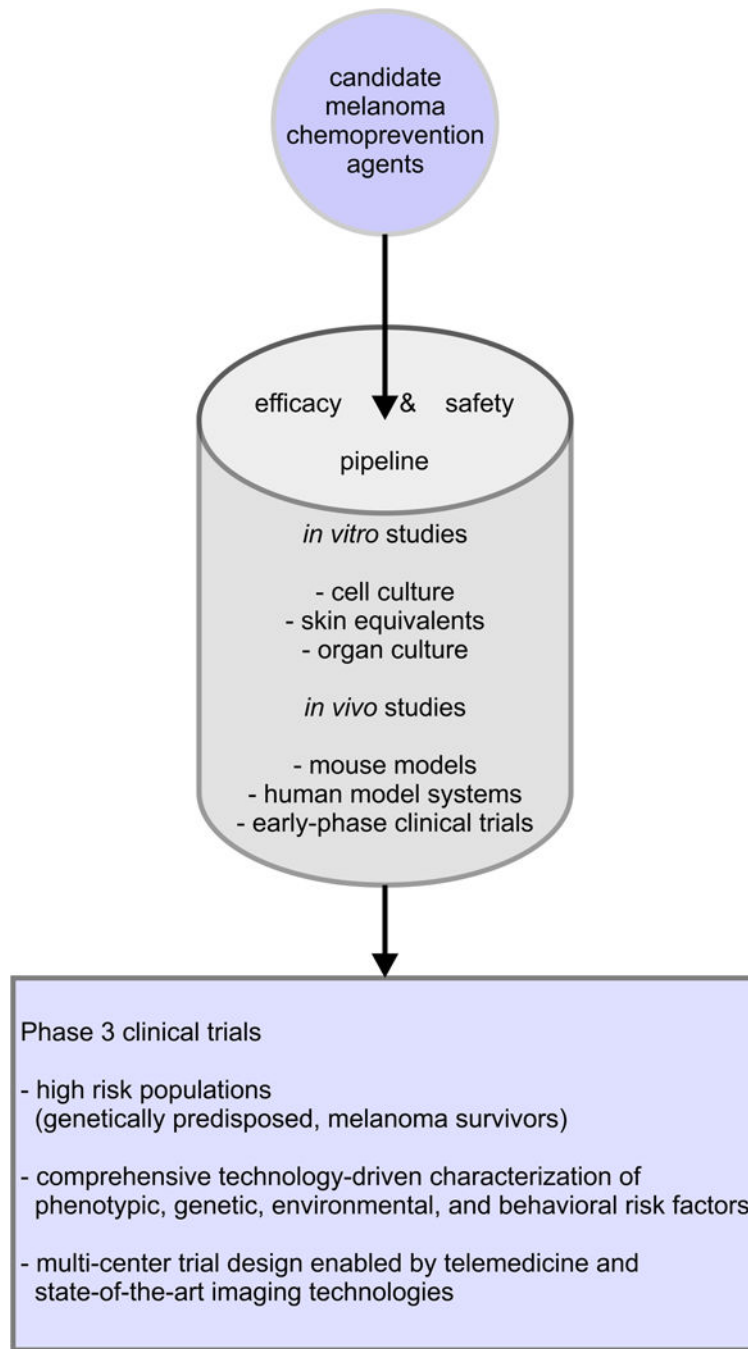 candidate
melanoma
chemoprevention
agents
efficacy & safety
pipeline
in vitro studies
- cell culture
- skin equivalents
- organ culture
in vivo studies
- mouse models
- human model systems
- early-phase clinical trials
Phase 3 clinical trials
- high risk populations
(genetically predisposed, melanoma survivors)
- comprehensive technology-driven characterization of
phenotypic, genetic, environmental, and behavioral risk factors
- multi-center trial design enabled by telemedicine and
state-of-the-art imaging technologies